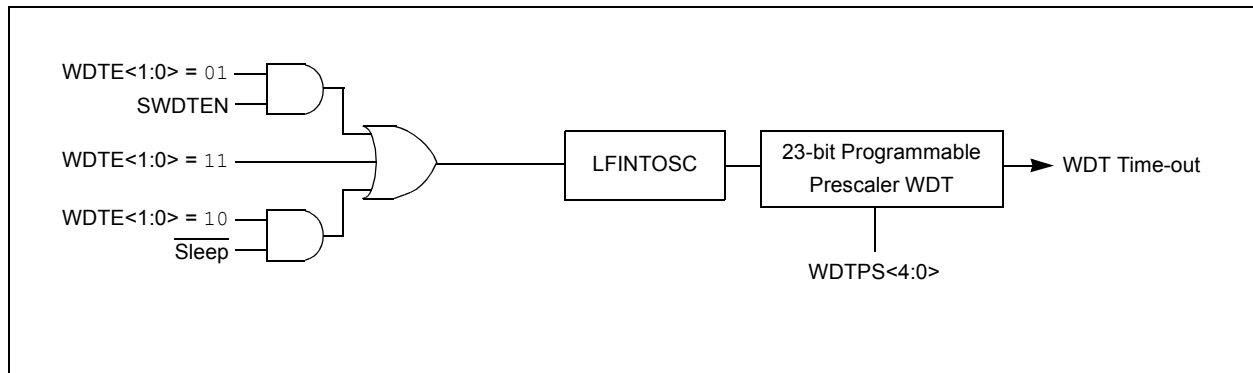 WDTE<1:0> = 01
SWDTEN
WDTE<1:0> = 11
WDTE<1:0> = 10
Sleep
LFINTOSC
23-bit Programmable
Prescaler WDT
WDT Time-out
WDTPS<4:0>